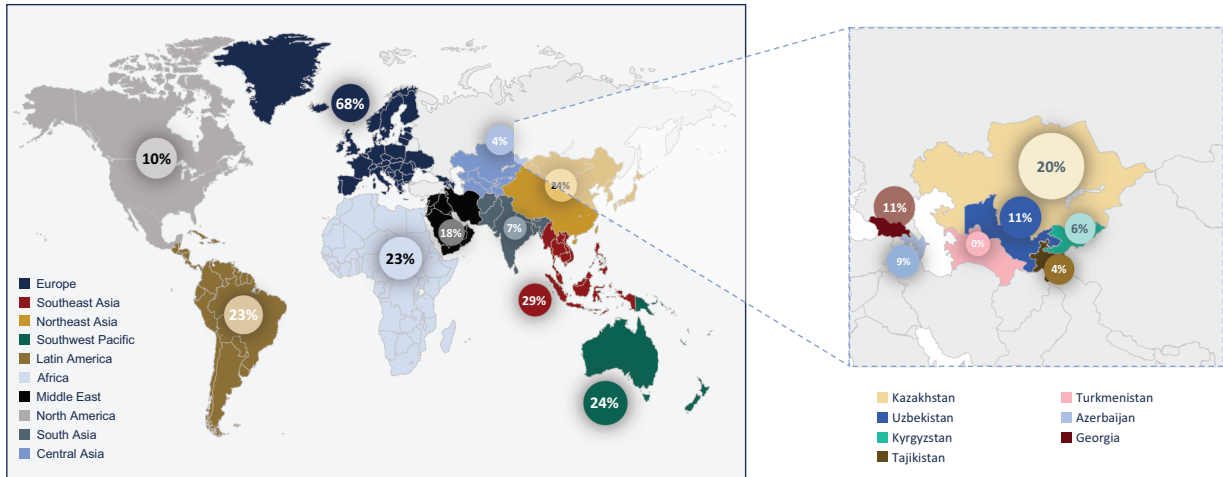 68%
4%
10%
24%
18%
7%
23%
29%
23%
24%
Europe
Southeast Asia
Northeast Asia
Southwest Pacific
Latin America
Africa
Middle East
North America
South Asia
Central Asia
20%
11%
11%
6%
0%
9%
4%
Kazakhstan
Uzbekistan
Kyrgyzstan
Tajikistan
Turkmenistan
Azerbaijan
Georgia